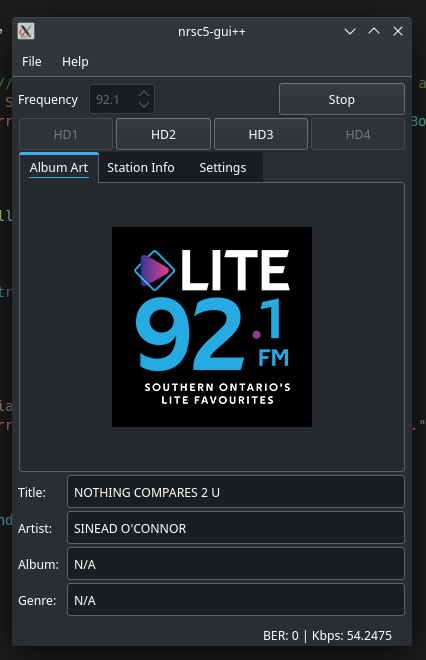 nrsc5-gui++
File Help
Frequency 92.1 Stop
HD1 HD2 HD3 HD4
Album Art Station Info Settings
LITE
92.1
FM
SOUTHERN ONTARIO'S
LITE FAVOURITES
Title: NOTHING COMPARES 2 U
Artist: SINEAD O'CONNOR
Album: N/A
Genre: N/A
BER: 0 | Kbps: 54.2475